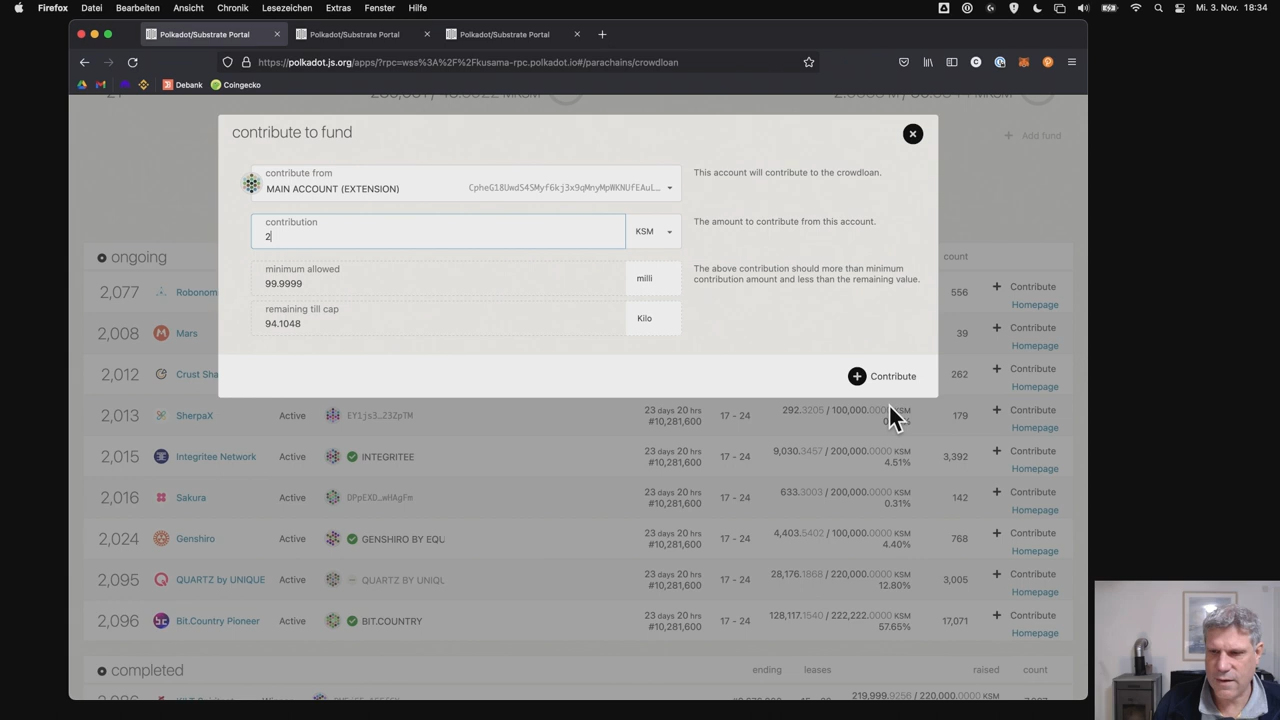 Firefox Datei Bearbeiten Ansicht Chronik Lesezeichen Extras Fenster Hilfe Mi. 3. Nov. 18:34
Polkadot/Substrate Portal Polkadot/Substrate Portal Polkadot/Substrate Portal
https://polkadot.js.org/apps/?rpc=wss%3A%2F%2Fkusama-rpc.polkadot.io#/parachains/crowdloan
Debank Coingecko
Add fund
contribute to fund
contribute from
MAIN ACCOUNT (EXTENSION) CpheG18UwdS4SMyf6kj3x9qMnyMpWKNUfEAuL…
This account will contribute to the crowdloan.
contribution
2 KSM
The amount to contribute from this account.
minimum allowed
99.9999 milli
The above contribution should more than minimum
contribution amount and less than the remaining value.
remaining till cap
94.1048 Kilo
Contribute
ongoing count
2,077 Robonom 556 Contribute
Homepage
2,008 Mars 39 Contribute
Homepage
2,012 Crust Sha 262 Contribute
Homepage
2,013 SherpaX Active EY1js3…23ZpTM 23 days 20 hrs 17 - 24 292.3205 / 100,000.0000 KSM 179 Contribute
#10,281,600 Homepage
2,015 Integritee Network Active INTEGRITEE 23 days 20 hrs 17 - 24 9,030.3457 / 200,000.0000 KSM 3,392 Contribute
#10,281,600 4.51% Homepage
2,016 Sakura Active DPpEXD…wHAgFm 23 days 20 hrs 17 - 24 633.3003 / 200,000.0000 KSM 142 Contribute
#10,281,600 0.31% Homepage
2,024 Genshiro Active GENSHIRO BY EQU 23 days 20 hrs 17 - 24 4,403.5402 / 100,000.0000 KSM 768 Contribute
#10,281,600 4.40% Homepage
2,095 QUARTZ by UNIQUE Active QUARTZ BY UNIQU 23 days 20 hrs 17 - 24 28,176.1868 / 220,000.0000 KSM 3,005 Contribute
#10,281,600 12.80% Homepage
2,096 Bit.Country Pioneer Active BIT.COUNTRY 23 days 20 hrs 17 - 24 128,117.1540 / 222,222.0000 KSM 17,071 Contribute
#10,281,600 57.65% Homepage
completed ending leases raised count
219,999.9256 / 220,000.0000 KSM